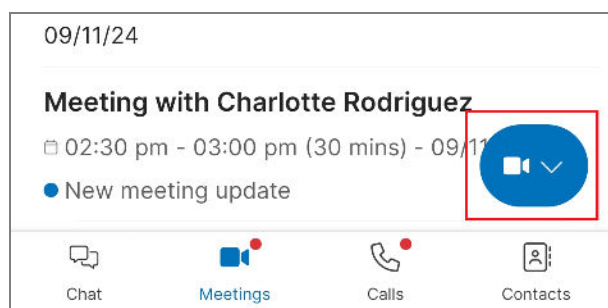 09/11/24
Meeting with Charlotte Rodriguez
02:30 pm - 03:00 pm (30 mins) - 09/11
New meeting update
Chat
Meetings
Calls
Contacts